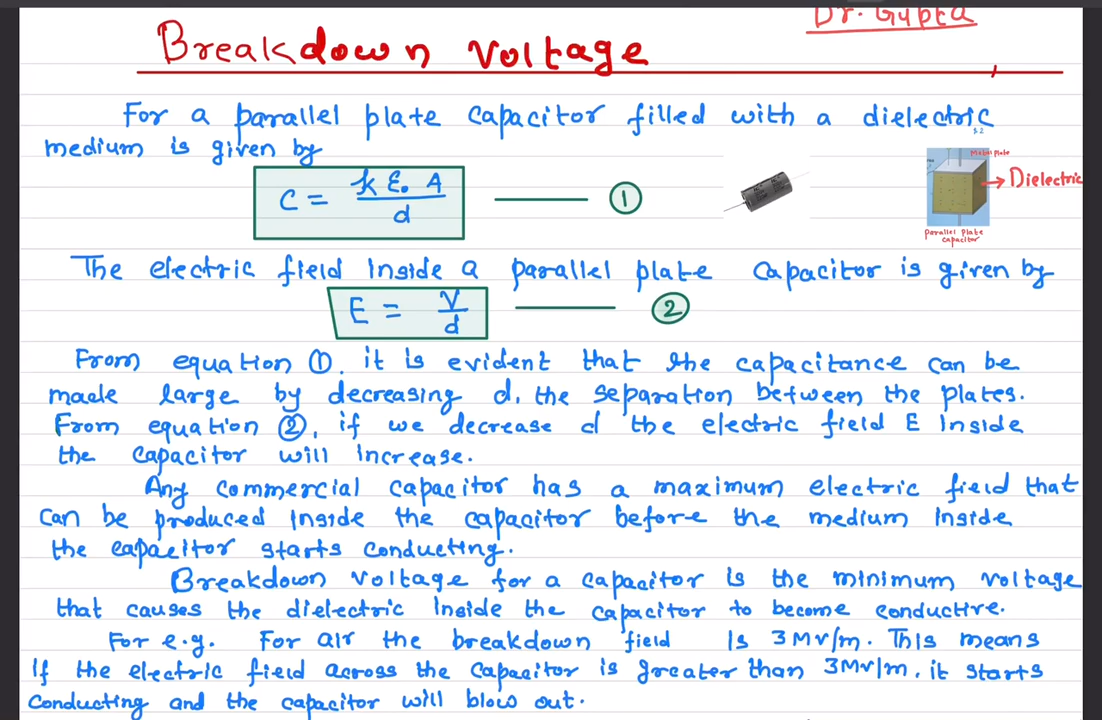 Dr. Gupta
Breakdown Voltage
For a parallel plate capacitor filled with a dielectric
medium is given by
C = k ε₀ A / d ——— ①
Metal plate
Dielectric
Parallel plate
capacitor
The electric field inside a parallel plate capacitor is given by
E = V / d ——— ②
From equation ①, it is evident that the capacitance can be
made large by decreasing d, the separation between the plates.
From equation ②, if we decrease d the electric field E inside
the capacitor will increase.
Any commercial capacitor has a maximum electric field that
can be produced inside the capacitor before the medium inside
the capacitor starts conducting.
Breakdown voltage for a capacitor is the minimum voltage
that causes the dielectric inside the capacitor to become conductive.
For e.g. For air the breakdown field is 3MV/m. This means
if the electric field across the capacitor is greater than 3MV/m, it starts
conducting and the capacitor will blow out.